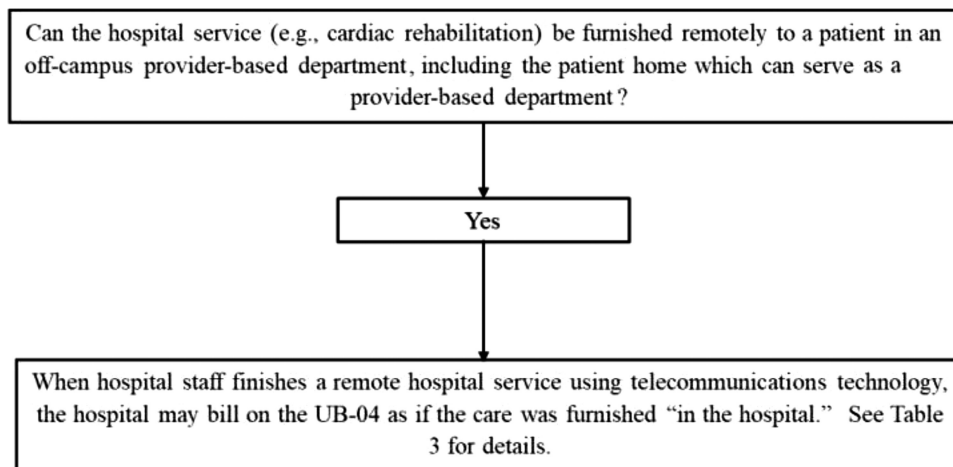 Can the hospital service (e.g., cardiac rehabilitation) be furnished remotely to a patient in an
off-campus provider-based department, including the patient home which can serve as a
provider-based department?
Yes
When hospital staff finishes a remote hospital service using telecommunications technology,
the hospital may bill on the UB-04 as if the care was furnished “in the hospital.” See Table
3 for details.